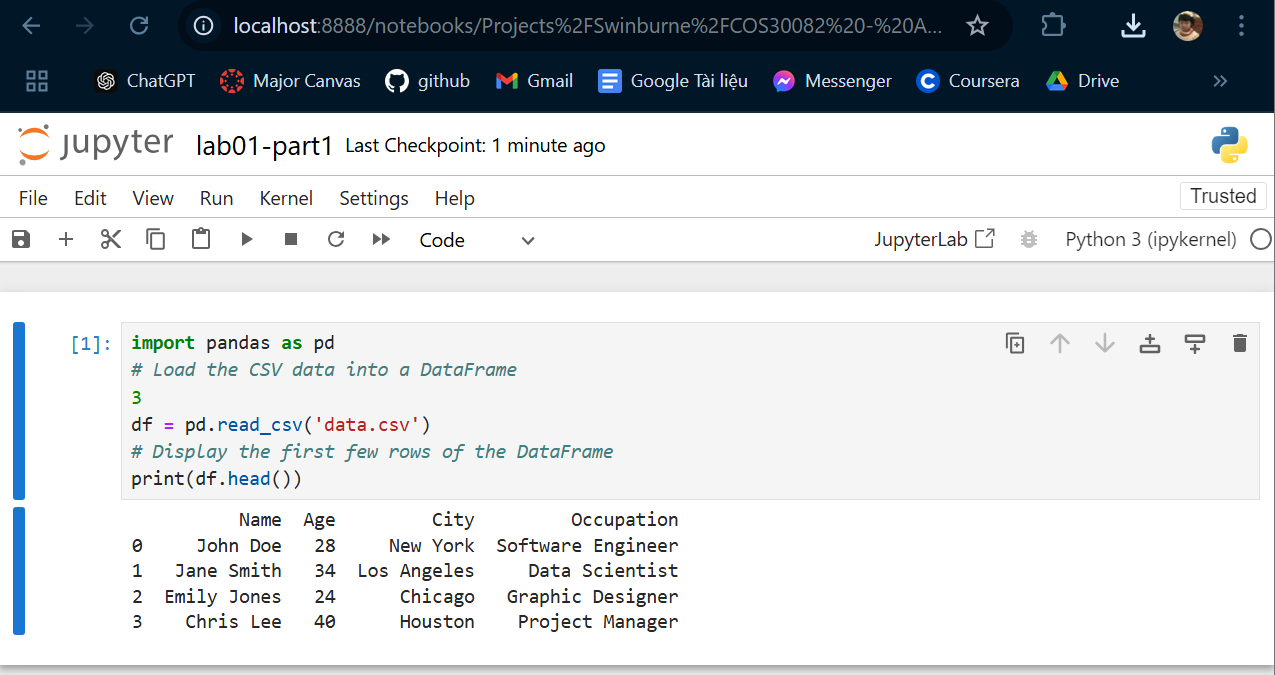 localhost:8888/notebooks/Projects%2FSwinburne%2FCOS30082%20-%20A...
ChatGPT Major Canvas github Gmail Google Tài liệu Messenger Coursera Drive »
jupyter lab01-part1 Last Checkpoint: 1 minute ago
File Edit View Run Kernel Settings Help Trusted
Code JupyterLab Python 3 (ipykernel)
[1]: import pandas as pd
# Load the CSV data into a DataFrame
3
df = pd.read_csv('data.csv')
# Display the first few rows of the DataFrame
print(df.head())
Name Age City Occupation
0 John Doe 28 New York Software Engineer
1 Jane Smith 34 Los Angeles Data Scientist
2 Emily Jones 24 Chicago Graphic Designer
3 Chris Lee 40 Houston Project Manager